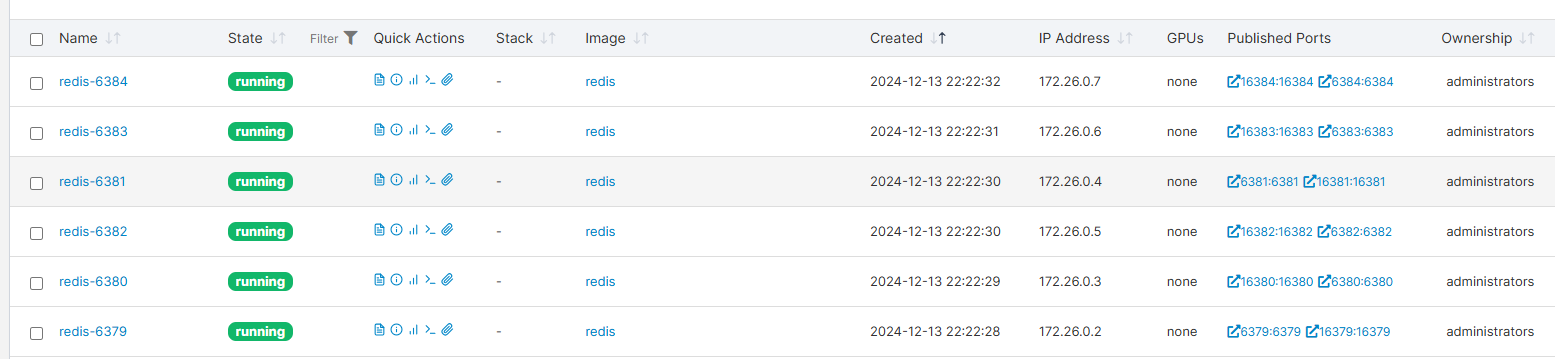 Name State Filter Quick Actions Stack Image Created IP Address GPUs Published Ports Ownership
redis-6384 running - redis 2024-12-13 22:22:32 172.26.0.7 none 16384:16384 6384:6384 administrators
redis-6383 running - redis 2024-12-13 22:22:31 172.26.0.6 none 16383:16383 6383:6383 administrators
redis-6381 running - redis 2024-12-13 22:22:30 172.26.0.4 none 6381:6381 16381:16381 administrators
redis-6382 running - redis 2024-12-13 22:22:30 172.26.0.5 none 16382:16382 6382:6382 administrators
redis-6380 running - redis 2024-12-13 22:22:29 172.26.0.3 none 16380:16380 6380:6380 administrators
redis-6379 running - redis 2024-12-13 22:22:28 172.26.0.2 none 6379:6379 16379:16379 administrators